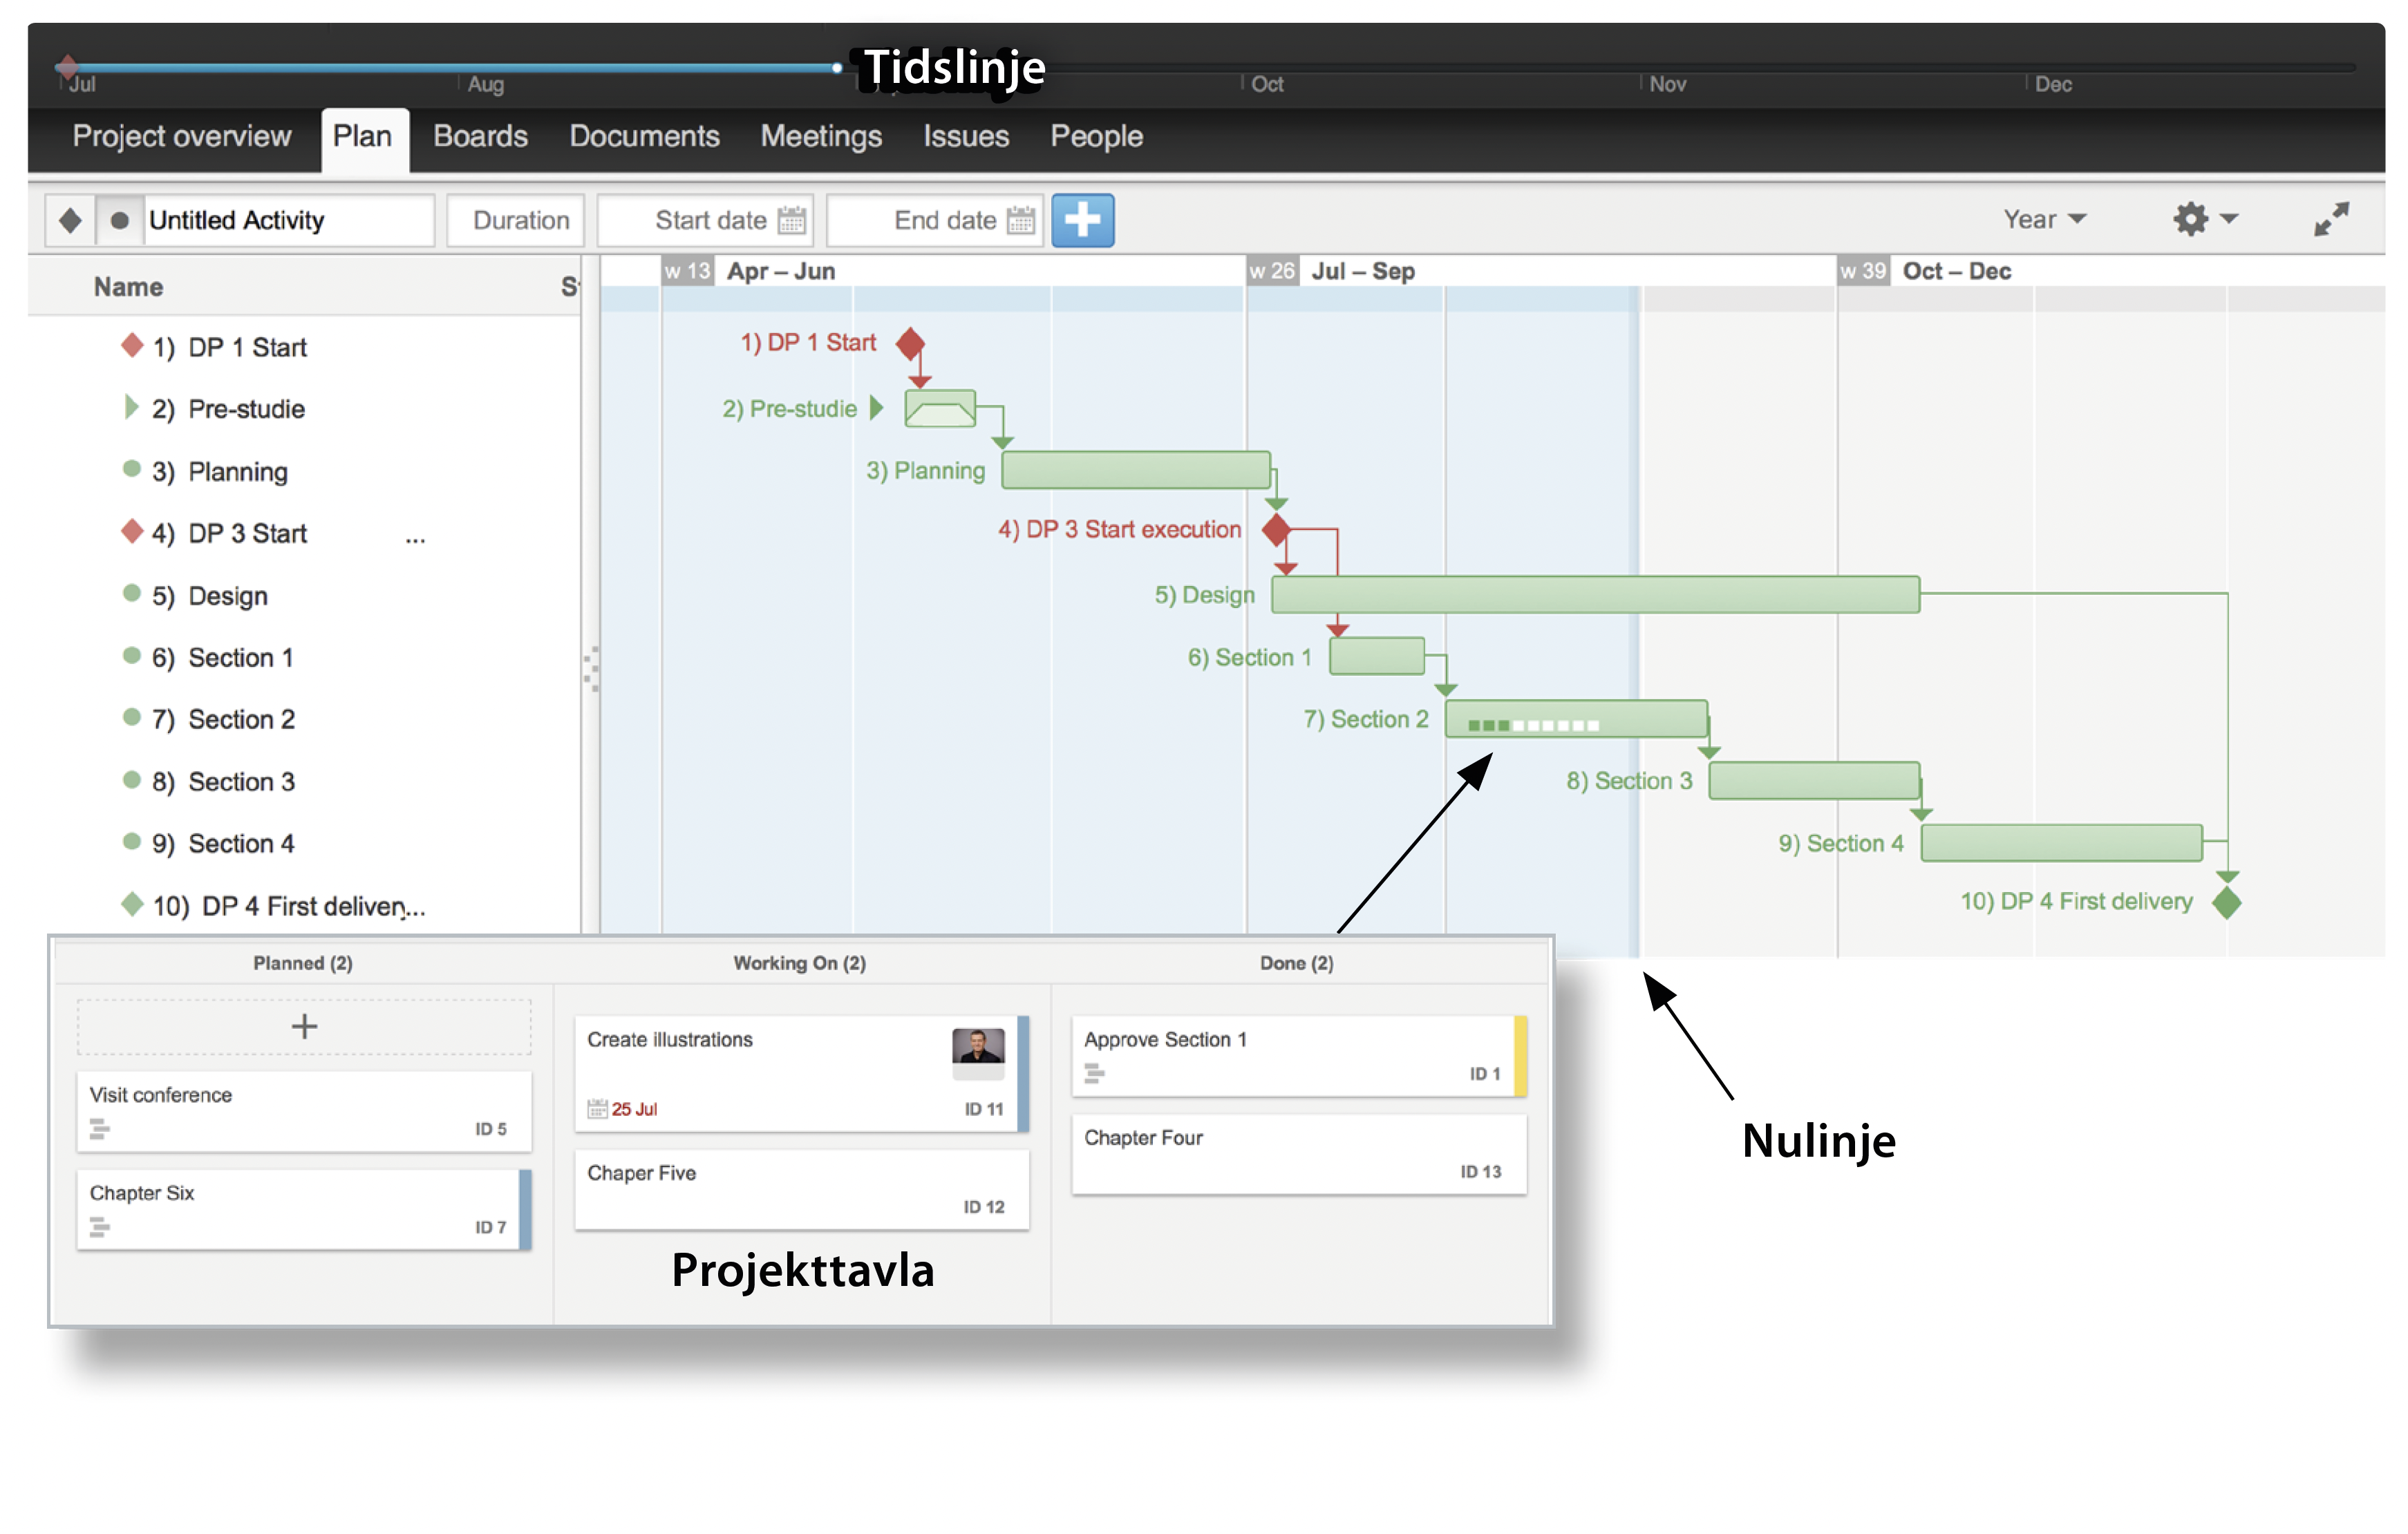 Tidslinje
Jul
Aug
Oct
Nov
Dec
Project overview
Plan
Boards
Documents
Meetings
Issues
People
Untitled Activity
Duration
Start date
End date
Year
Name
w 13 Apr – Jun
w 26 Jul – Sep
w 39 Oct – Dec
1) DP 1 Start
2) Pre-studie
3) Planning
4) DP 3 Start ...
5) Design
6) Section 1
7) Section 2
8) Section 3
9) Section 4
10) DP 4 First delivery...
1) DP 1 Start
2) Pre-studie
3) Planning
4) DP 3 Start execution
5) Design
6) Section 1
7) Section 2
8) Section 3
9) Section 4
10) DP 4 First delivery
Planned (2)
Visit conference
ID 5
Chapter Six
ID 7
Working On (2)
Create illustrations
25 Jul
ID 11
Chaper Five
ID 12
Done (2)
Approve Section 1
ID 1
Chapter Four
ID 13
Projekttavla
Nulinje